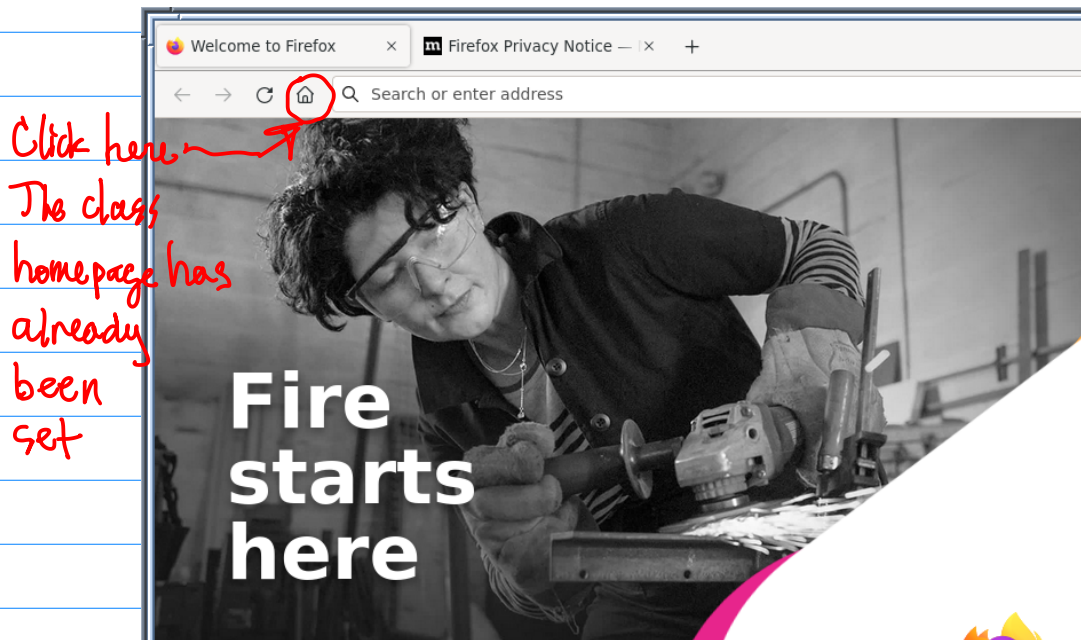 Welcome to Firefox
Firefox Privacy Notice —
Search or enter address
Click here.
The class
homepage has
already
been
set
Fire
starts
here